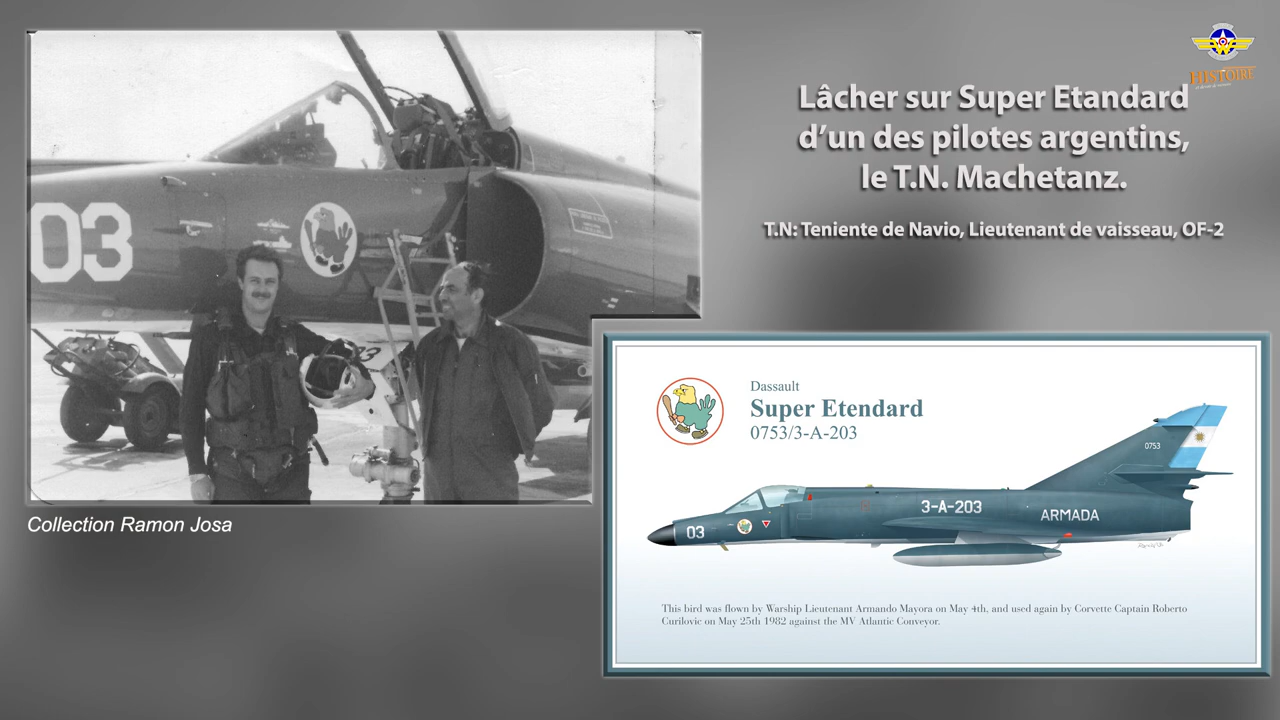 HISTOIRE
Lâcher sur Super Etandard
d’un des pilotes argentins,
le T.N. Machetanz.
T.N: Teniente de Navio, Lieutenant de vaisseau, OF-2
03
03
Collection Ramon Josa
Dassault
Super Etendard
0753/3-A-203
0753
3-A-203
ARMADA
03
This bird was flown by Warship Lieutenant Armando Mayora on May 4th, and used again by Corvette Captain Roberto
Curilovic on May 25th 1982 against the MV Atlantic Conveyor.